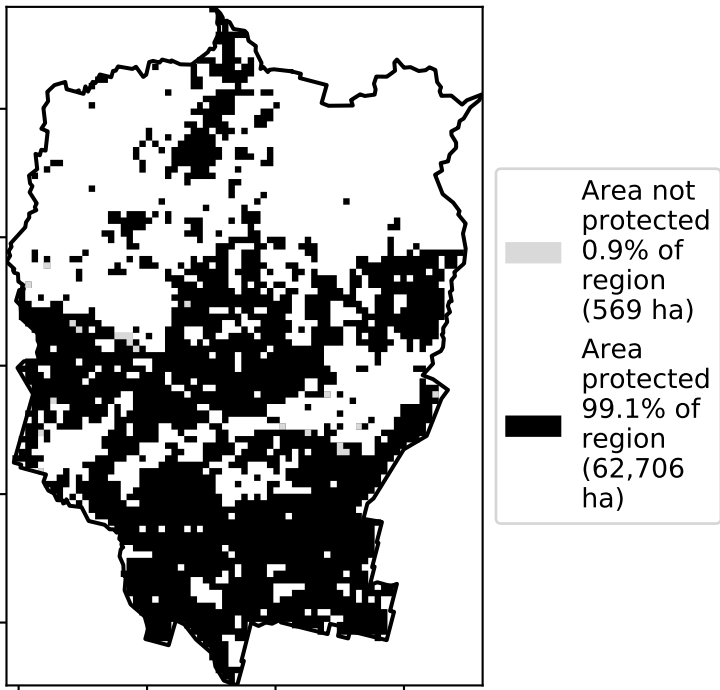 Area not
protected
0.9% of
region
(569 ha)
Area
protected
99.1% of
region
(62,706
ha)